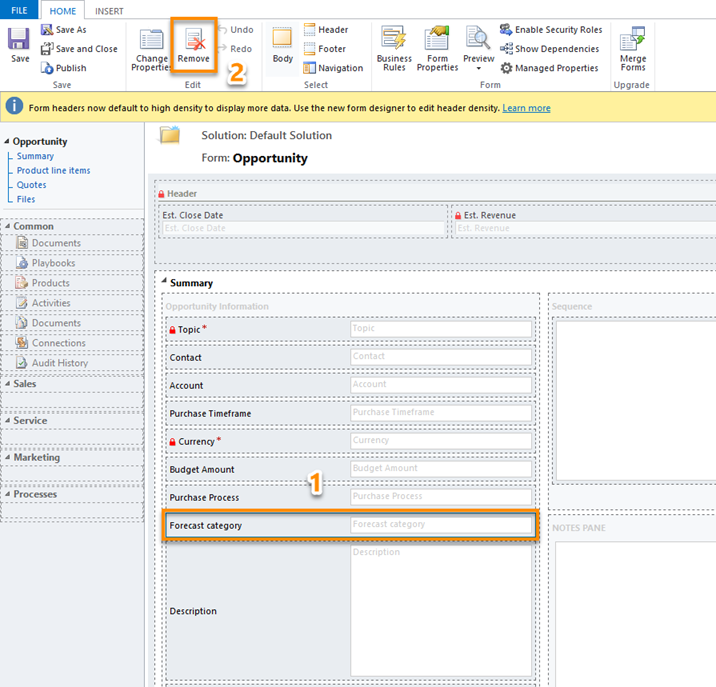 FILE HOME INSERT
Save
Save As
Save and Close
Publish
Save
Change
Properties
Remove
Undo
Redo
2
Edit
Body
Header
Footer
Navigation
Select
Business
Rules
Form
Properties
Preview
Enable Security Roles
Show Dependencies
Managed Properties
Form
Merge
Forms
Upgrade
Form headers now default to high density to display more data. Use the new form designer to edit header density. Learn more
Opportunity
Summary
Product line items
Quotes
Files
Common
Documents
Playbooks
Products
Activities
Documents
Connections
Audit History
Sales
Service
Marketing
Processes
Solution: Default Solution
Form: Opportunity
Header
Est. Close Date
Est. Close Date
Est. Revenue
Est. Revenue
Summary
Opportunity Information
Topic * Topic
Contact Contact
Account Account
Purchase Timeframe Purchase Timeframe
Currency * Currency
Budget Amount Budget Amount
1
Purchase Process Purchase Process
Forecast category Forecast category
Description
Description
Sequence
NOTES PANE